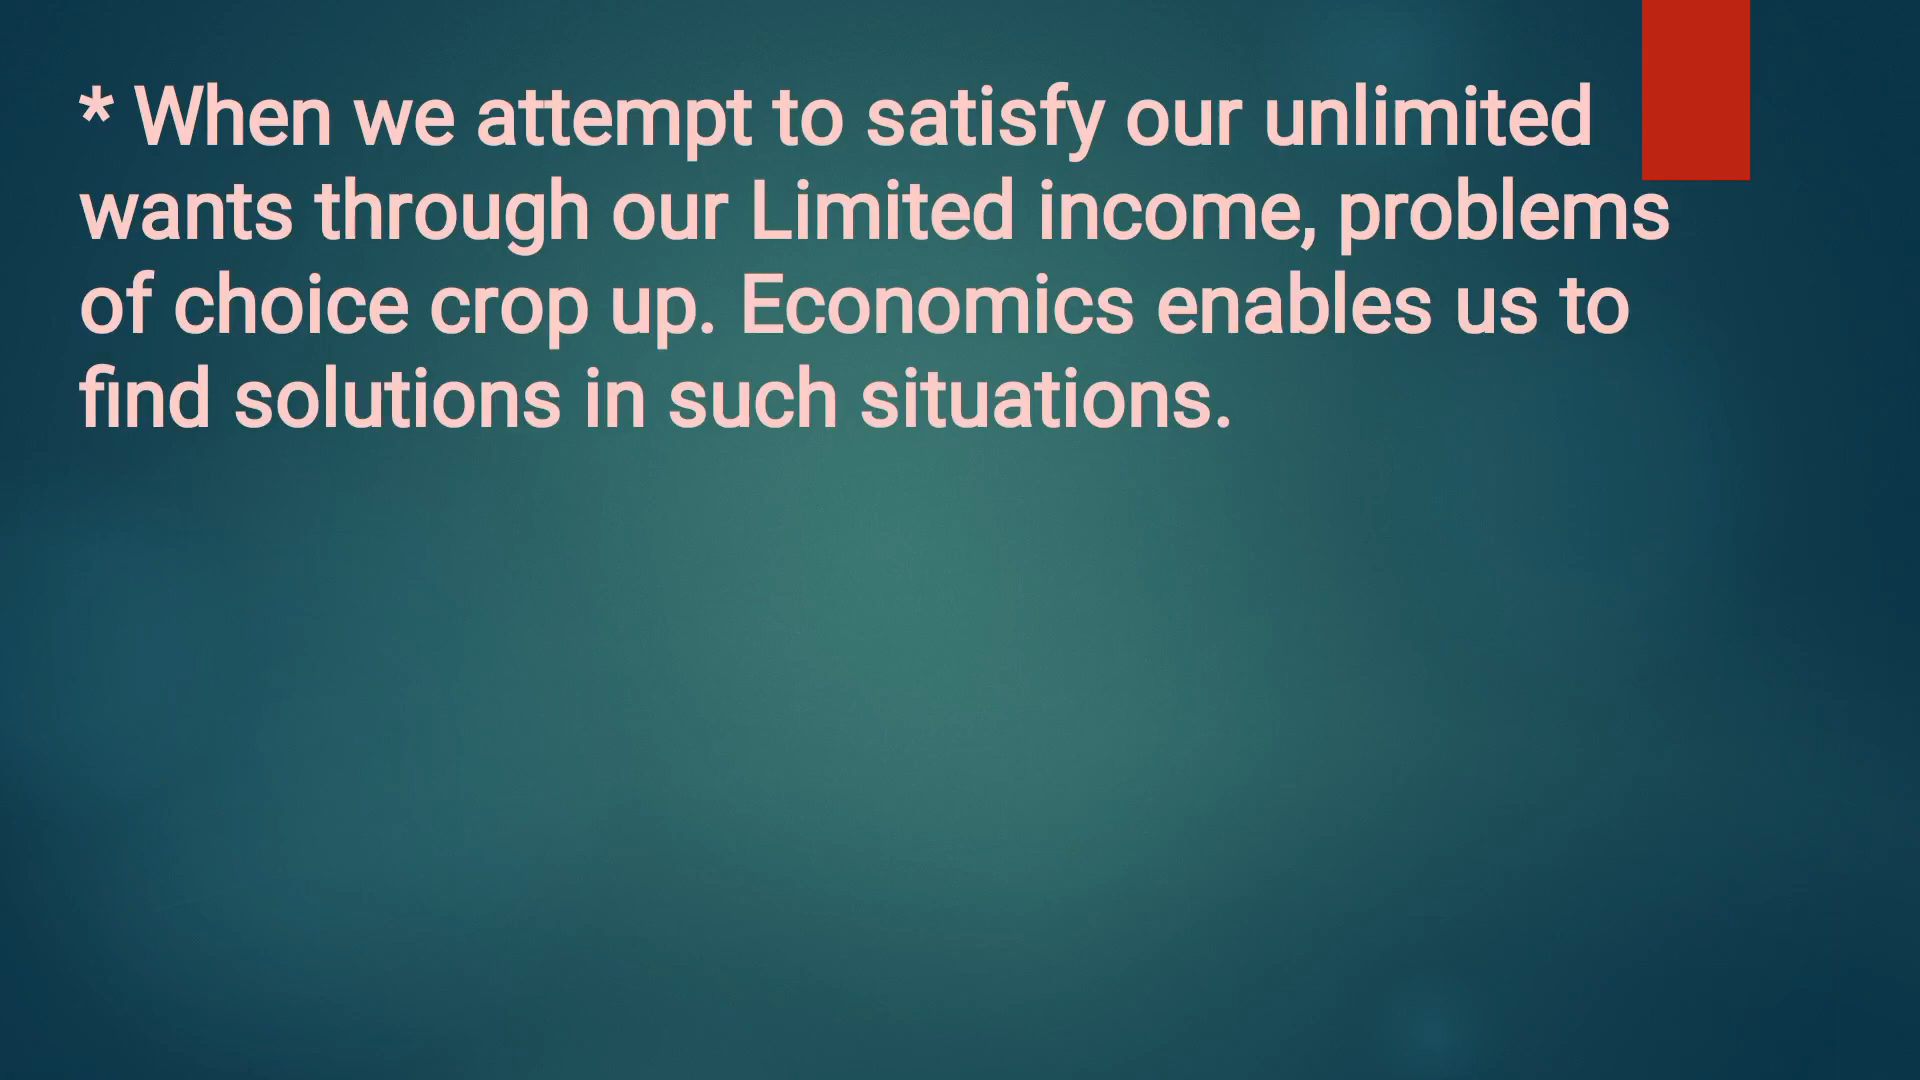 * When we attempt to satisfy our unlimited
wants through our Limited income, problems
of choice crop up. Economics enables us to
find solutions in such situations.